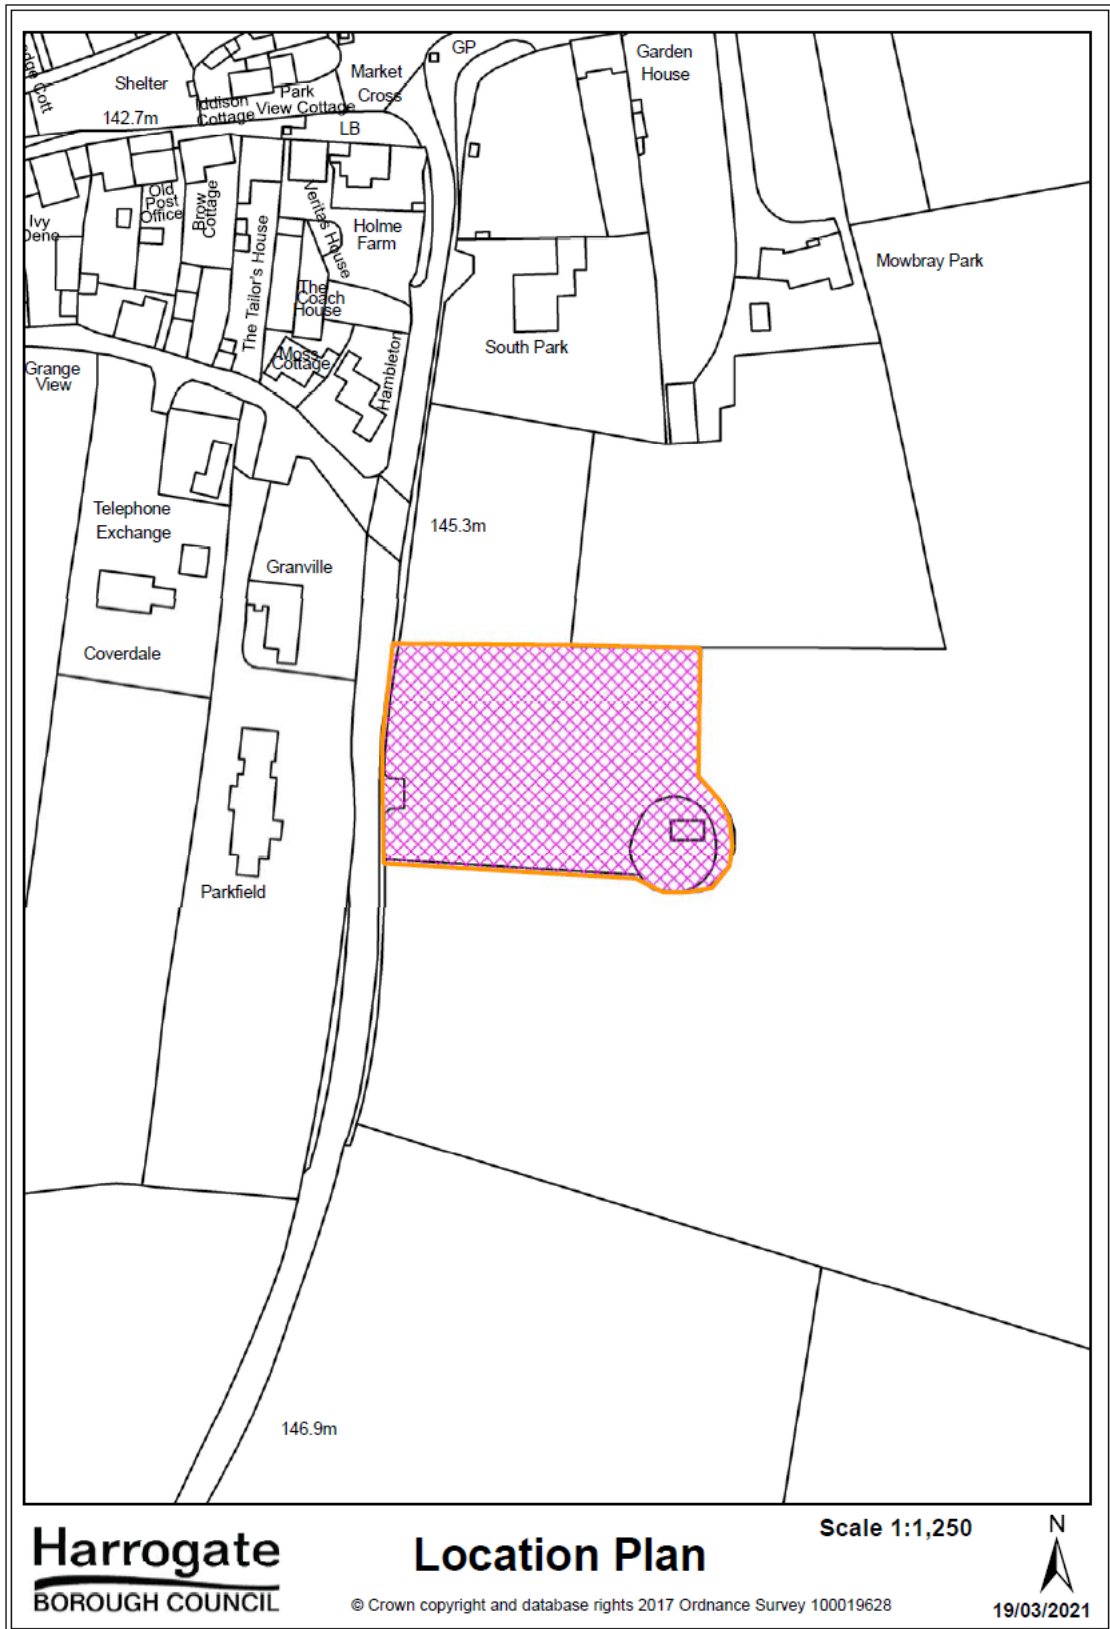 GP
Garden
House
Shelter
Market
Cross
Iddison
Cottage
Park
View Cottage
142.7m
LB
Old
Post
Office
Brow
Cottage
Ivy
Dene
The Tailor's House
Veritas House
Holme
Farm
The
Coach
House
Moss
Cottage
Hambleton
South Park
Mowbray Park
Grange
View
Telephone
Exchange
145.3m
Granville
Coverdale
Parkfield
146.9m
Harrogate
BOROUGH COUNCIL
Location Plan
Scale 1:1,250
N
© Crown copyright and database rights 2017 Ordnance Survey 100019628
19/03/2021